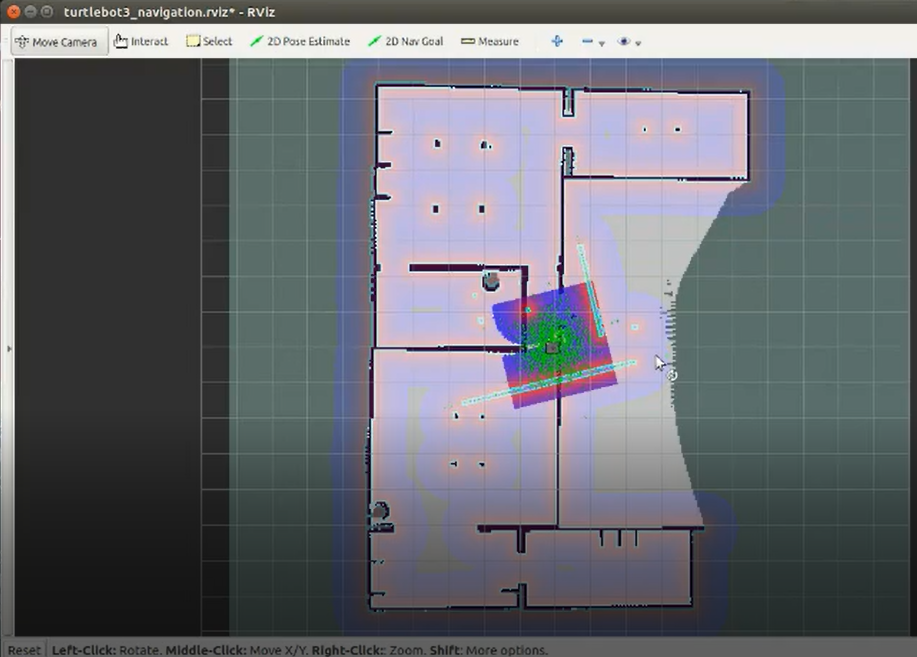 turtlebot3_navigation.rviz* - RViz
Move Camera Interact Select 2D Pose Estimate 2D Nav Goal Measure
Reset Left-Click: Rotate. Middle-Click: Move X/Y. Right-Click:: Zoom. Shift: More options.